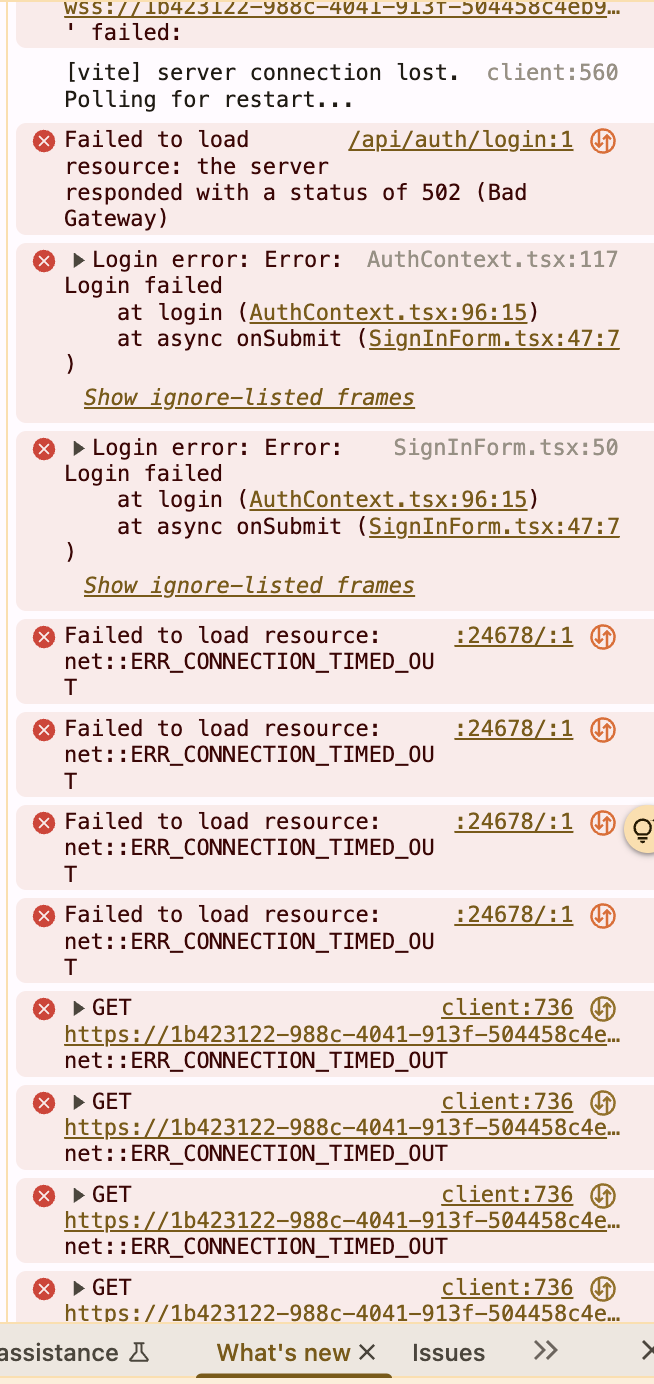 wss://1b423122-988c-4041-913f-504458c4eb9…
' failed:
[vite] server connection lost. client:560
Polling for restart...
Failed to load /api/auth/login:1
resource: the server
responded with a status of 502 (Bad
Gateway)
▶Login error: Error: AuthContext.tsx:117
Login failed
at login (AuthContext.tsx:96:15)
at async onSubmit (SignInForm.tsx:47:7
)
Show ignore-listed frames
▶Login error: Error: SignInForm.tsx:50
Login failed
at login (AuthContext.tsx:96:15)
at async onSubmit (SignInForm.tsx:47:7
)
Show ignore-listed frames
Failed to load resource: :24678/:1
net::ERR_CONNECTION_TIMED_OU
T
Failed to load resource: :24678/:1
net::ERR_CONNECTION_TIMED_OU
T
Failed to load resource: :24678/:1
net::ERR_CONNECTION_TIMED_OU
T
Failed to load resource: :24678/:1
net::ERR_CONNECTION_TIMED_OU
T
▶GET client:736
https://1b423122-988c-4041-913f-504458c4e…
net::ERR_CONNECTION_TIMED_OUT
▶GET client:736
https://1b423122-988c-4041-913f-504458c4e…
net::ERR_CONNECTION_TIMED_OUT
▶GET client:736
https://1b423122-988c-4041-913f-504458c4e…
net::ERR_CONNECTION_TIMED_OUT
▶GET client:736
https://1b423122-988c-4041-913f-504458c4e…
assistance What's new Issues